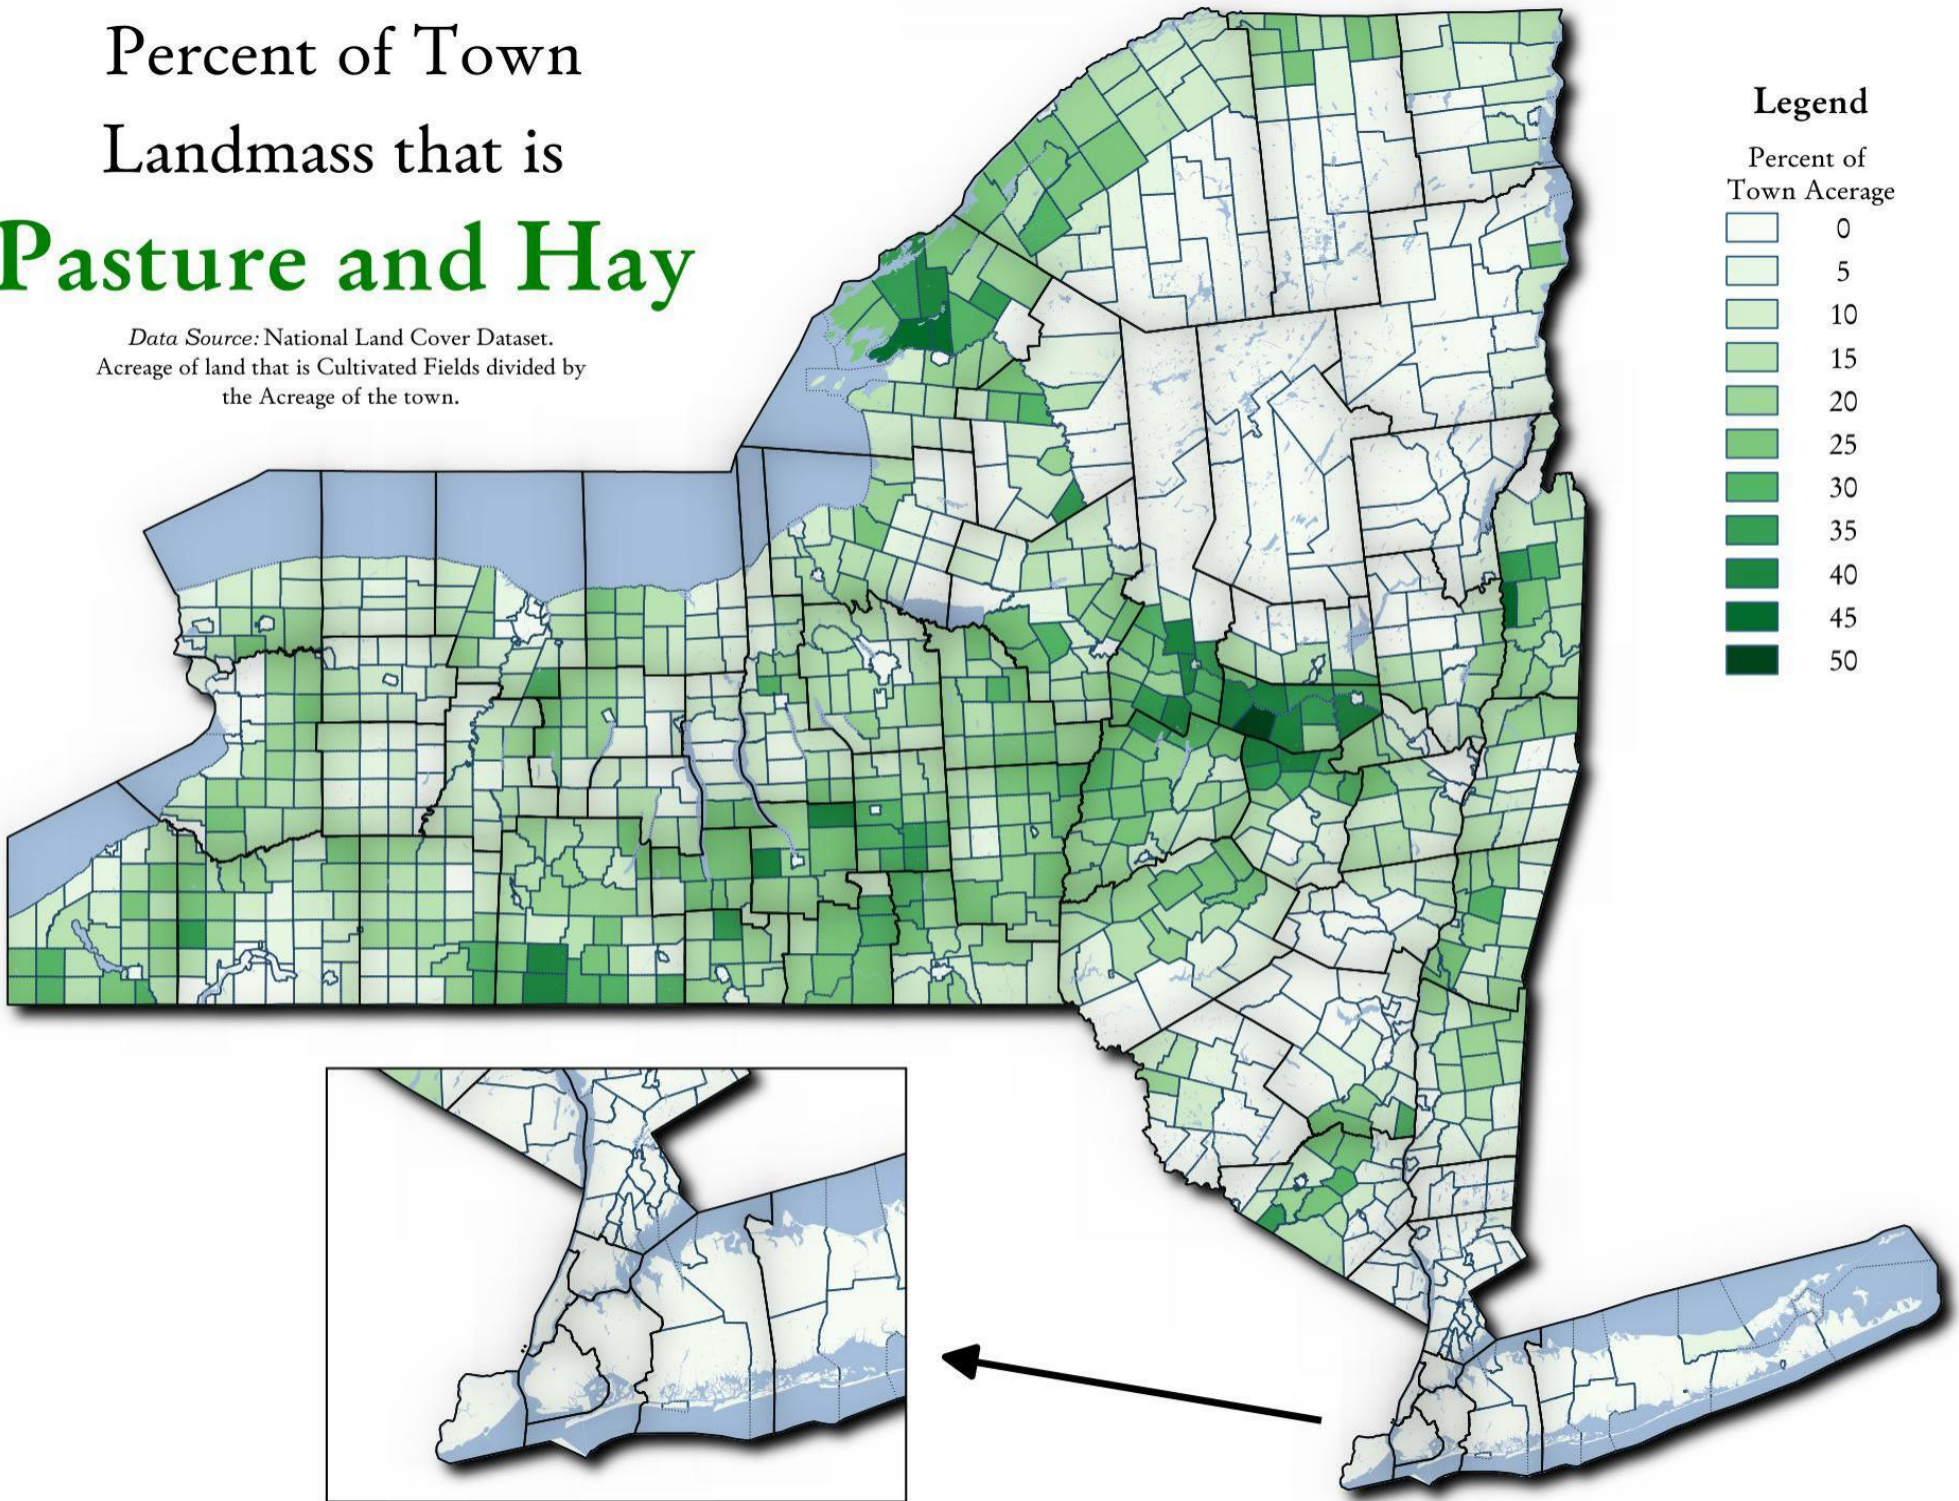 Percent of Town
Landmass that is
Pasture and Hay
Data Source: National Land Cover Dataset.
Acreage of land that is Cultivated Fields divided by
the Acreage of the town.
Legend
Percent of
Town Acerage
0
5
10
15
20
25
30
35
40
45
50